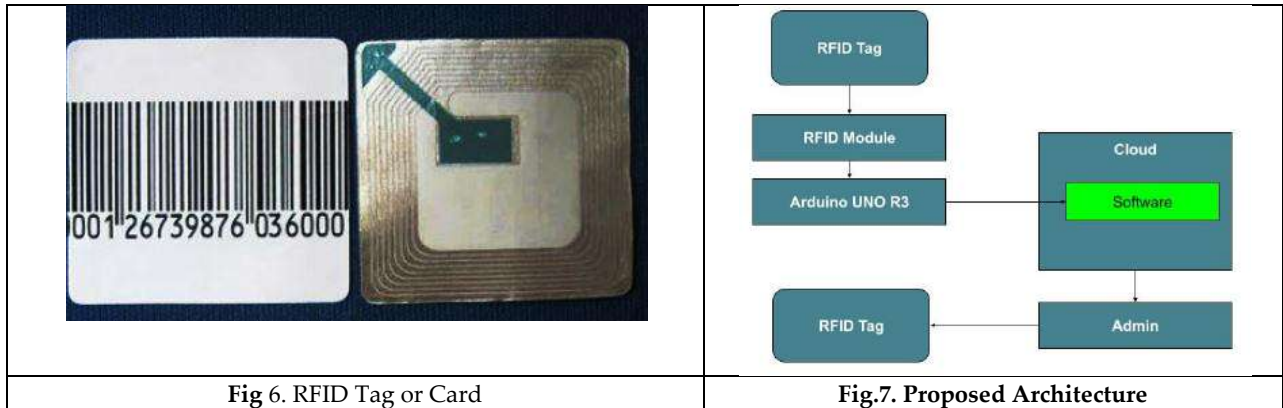 001 26739876 036000
Fig 6. RFID Tag or Card
RFID Tag
RFID Module
Arduino UNO R3
Cloud
Software
Admin
RFID Tag
Fig.7. Proposed Architecture